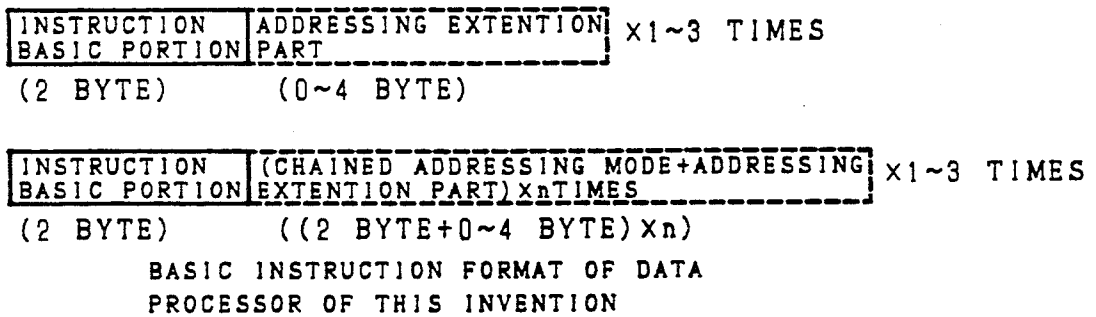 INSTRUCTION ADDRESSING EXTENTION ×1~3 TIMES
BASIC PORTION PART
(2 BYTE) (0~4 BYTE)
INSTRUCTION (CHAINED ADDRESSING MODE+ADDRESSING ×1~3 TIMES
BASIC PORTION EXTENTION PART)×nTIMES
(2 BYTE) ((2 BYTE+0~4 BYTE)×n)
BASIC INSTRUCTION FORMAT OF DATA
PROCESSOR OF THIS INVENTION